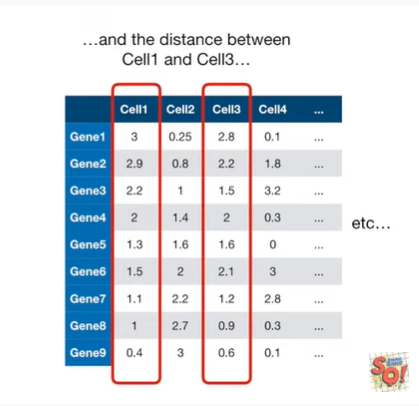 ...and the distance between
Cell1 and Cell3...
Cell1 Cell2 Cell3 Cell4 ...
Gene1 3 0.25 2.8 0.1 ...
Gene2 2.9 0.8 2.2 1.8 ...
Gene3 2.2 1 1.5 3.2 ...
Gene4 2 1.4 2 0.3 ...
etc...
Gene5 1.3 1.6 1.6 0 ...
Gene6 1.5 2 2.1 3 ...
Gene7 1.1 2.2 1.2 2.8 ...
Gene8 1 2.7 0.9 0.3 ...
Gene9 0.4 3 0.6 0.1 ...
SQ!